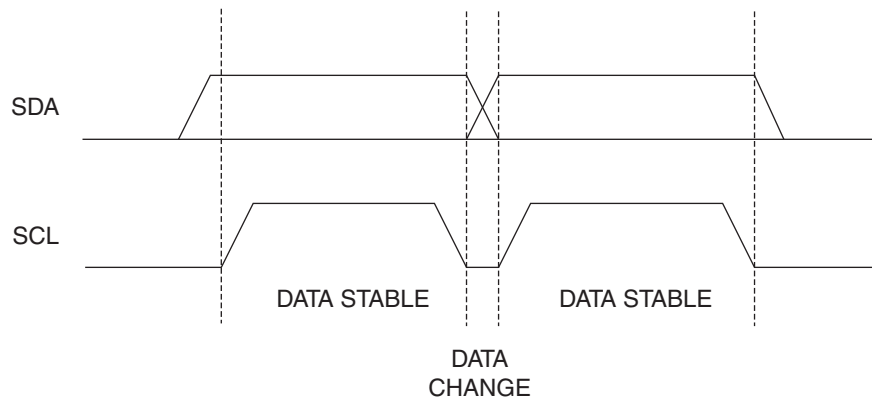 SDA
SCL
DATA STABLE
DATA STABLE
DATA
CHANGE